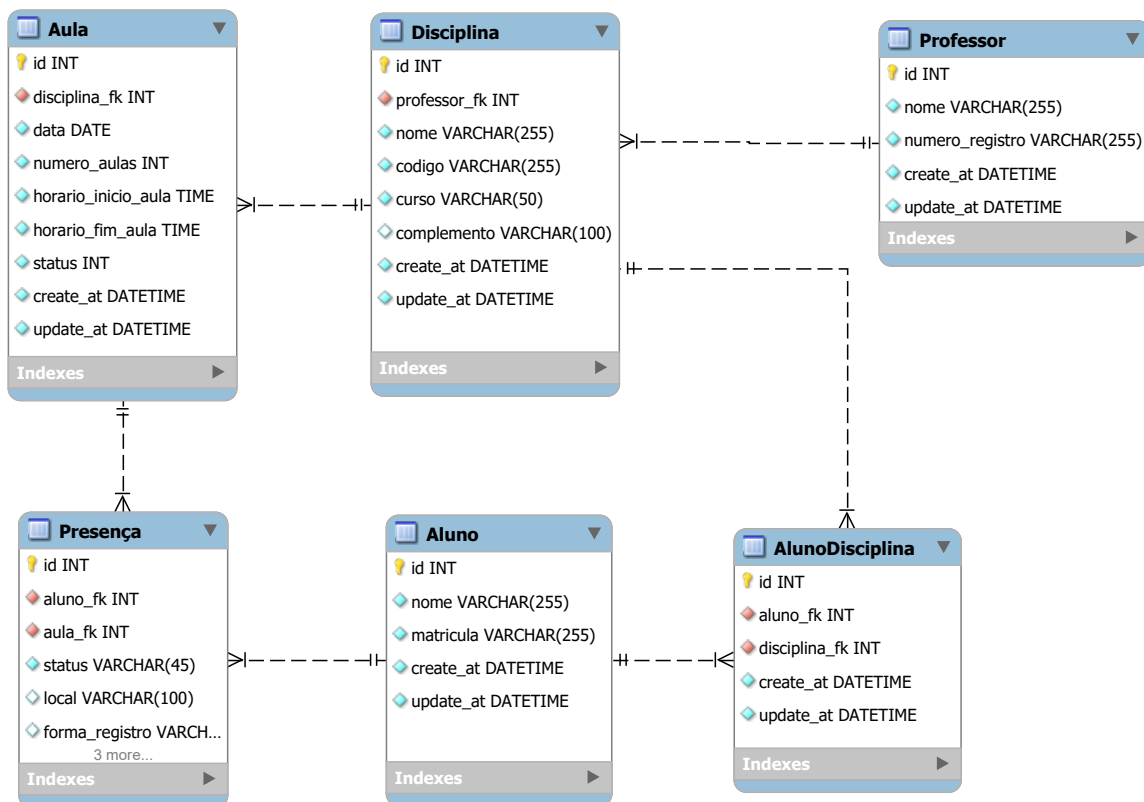 Aula
id INT
disciplina_fk INT
data DATE
numero_aulas INT
horario_inicio_aula TIME
horario_fim_aula TIME
status INT
create_at DATETIME
update_at DATETIME
Indexes
Disciplina
id INT
professor_fk INT
nome VARCHAR(255)
codigo VARCHAR(255)
curso VARCHAR(50)
complemento VARCHAR(100)
create_at DATETIME
update_at DATETIME
Indexes
Professor
id INT
nome VARCHAR(255)
numero_registro VARCHAR(255)
create_at DATETIME
update_at DATETIME
Indexes
Presença
id INT
aluno_fk INT
aula_fk INT
status VARCHAR(45)
local VARCHAR(100)
forma_registro VARCH...
3 more...
Indexes
Aluno
id INT
nome VARCHAR(255)
matricula VARCHAR(255)
create_at DATETIME
update_at DATETIME
Indexes
AlunoDisciplina
id INT
aluno_fk INT
disciplina_fk INT
create_at DATETIME
update_at DATETIME
Indexes